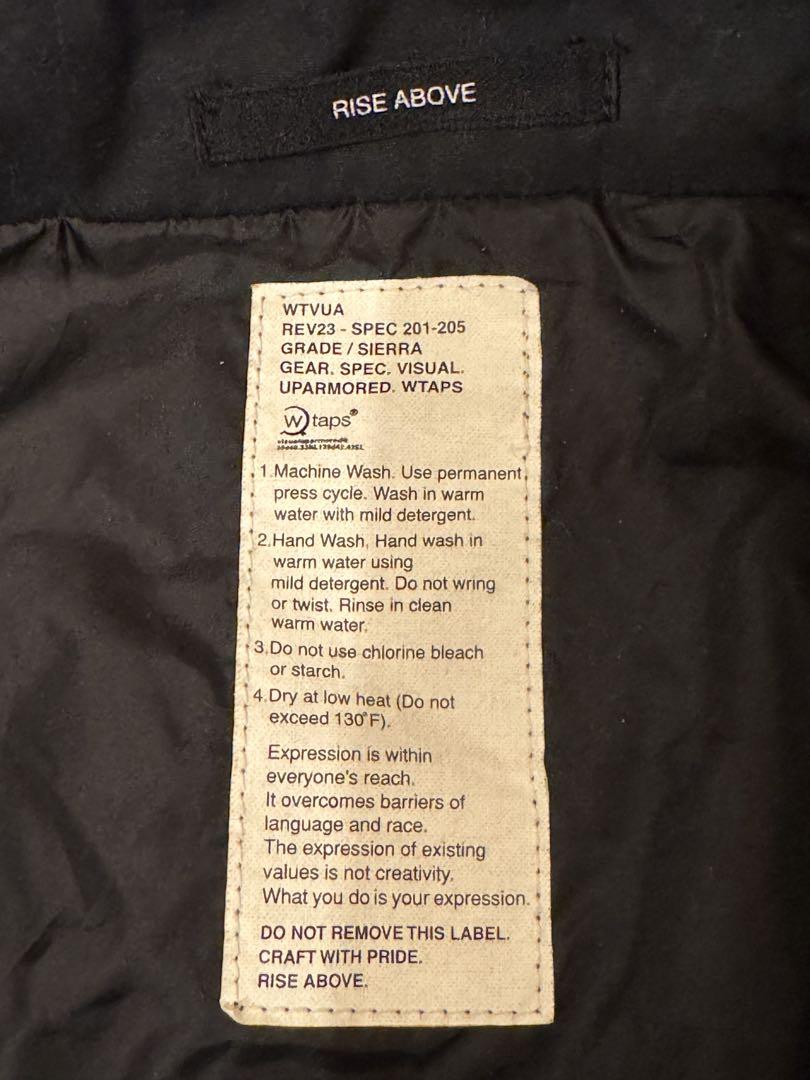 RISE ABOVE
WTVUA
REV23 - SPEC 201-205
GRADE / SIERRA
GEAR. SPEC. VISUAL.
UPARMORED. WTAPS
Wtaps®
1.Machine Wash. Use permanent
press cycle. Wash in warm
water with mild detergent.
2.Hand Wash, Hand wash in
warm water using
mild detergent. Do not wring
or twist. Rinse in clean
warm water.
3.Do not use chlorine bleach
or starch.
4.Dry at low heat (Do not
exceed 130°F).
Expression is within
everyone's reach.
It overcomes barriers of
language and race.
The expression of existing
values is not creativity.
What you do is your expression.
DO NOT REMOVE THIS LABEL.
CRAFT WITH PRIDE.
RISE ABOVE.